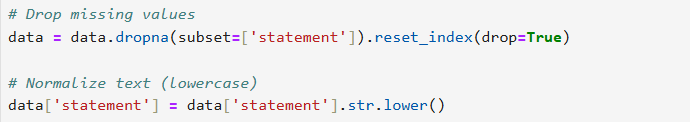 # Drop missing values
data = data.dropna(subset=['statement']).reset_index(drop=True)
# Normalize text (lowercase)
data['statement'] = data['statement'].str.lower()